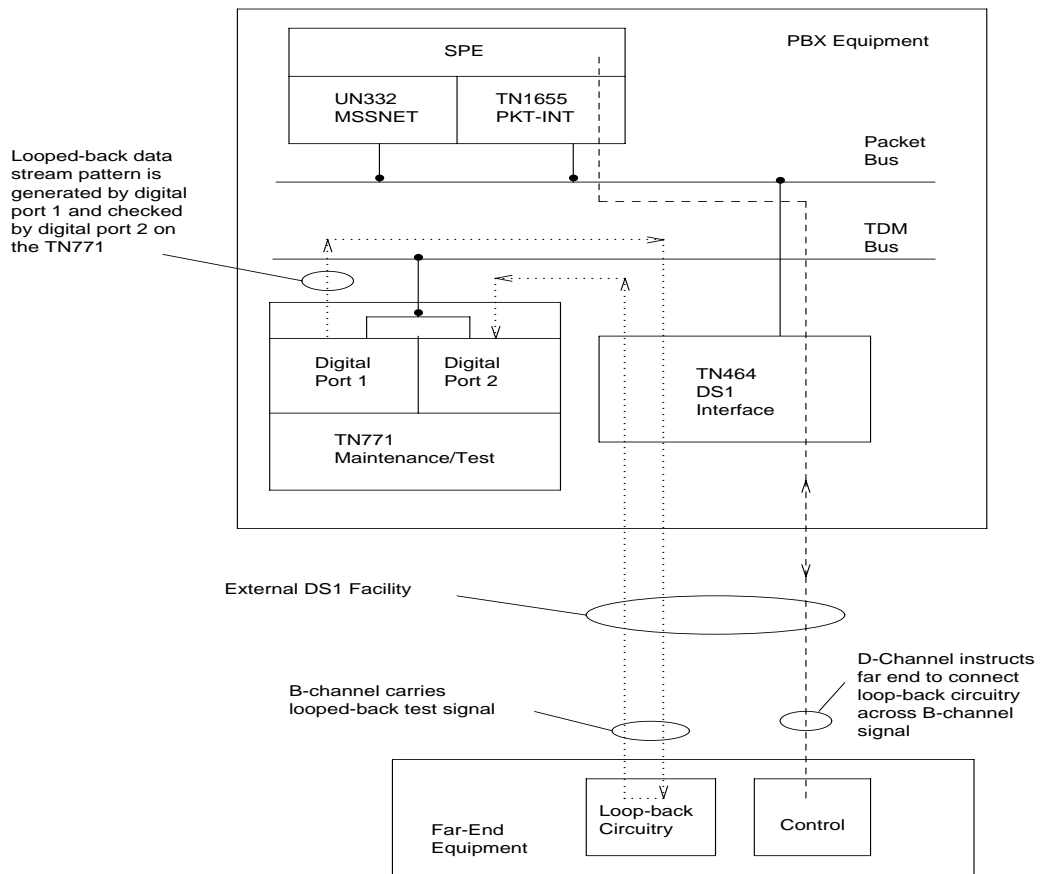 PBX Equipment
SPE
UN332
MSSNET
TN1655
PKT-INT
Packet
Bus
Looped-back data
stream pattern is
generated by digital
port 1 and checked
by digital port 2 on
the TN771
TDM
Bus
Digital
Port 1
Digital
Port 2
TN771
Maintenance/Test
TN464
DS1
Interface
External DS1 Facility
B-channel carries
looped-back test signal
D-Channel instructs
far end to connect
loop-back circuitry
across B-channel
signal
Far-End
Equipment
Loop-back
Circuitry
Control